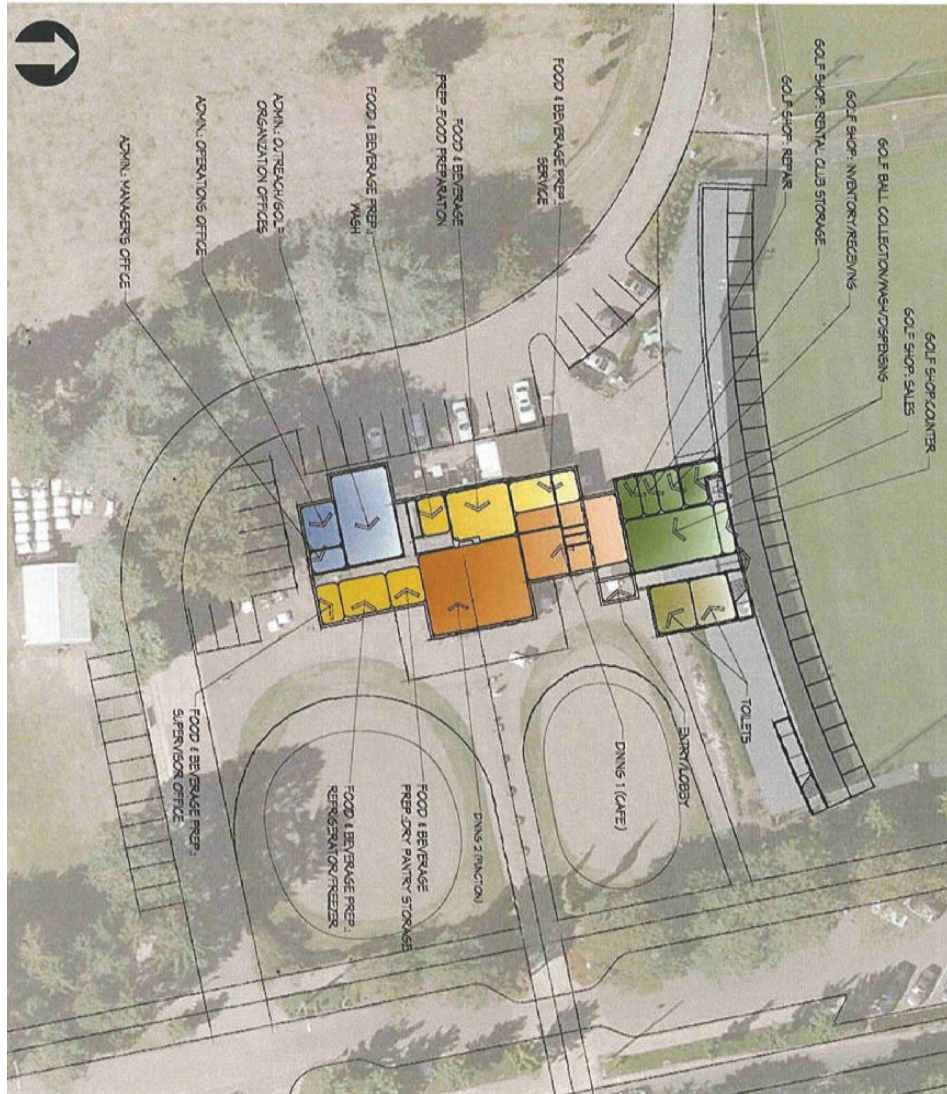 GOLF SHOP:COUNTER
GOLF SHOP: SALES
GOLF BALL COLLECTION/WASH/DISPENSING
GOLF SHOP: INVENTORY/RECEIVING
GOLF SHOP: RENTAL CLUB STORAGE
GOLF SHOP: REPAIR
FOOD & BEVERAGE PREP.:
SERVICE
FOOD & BEVERAGE
PREP.:FOOD PREPARATION
FOOD & BEVERAGE PREP.:
WASH
ADMIN.: OUTREACH/GOLF
ORGANIZATION OFFICES
ADMIN.: OPERATIONS OFFICE
ADMIN.: MANAGERS OFFICE
TOILETS
ENTRY/LOBBY
DINING 1 (CAFE)
DINING 2 (FUNCTION)
FOOD & BEVERAGE
PREP.:DRY PANTRY STORAGE
FOOD & BEVERAGE PREP.:
REFRIGERATOR/FREEZER
FOOD & BEVERAGE PREP.:
SUPERVISOR OFFICE